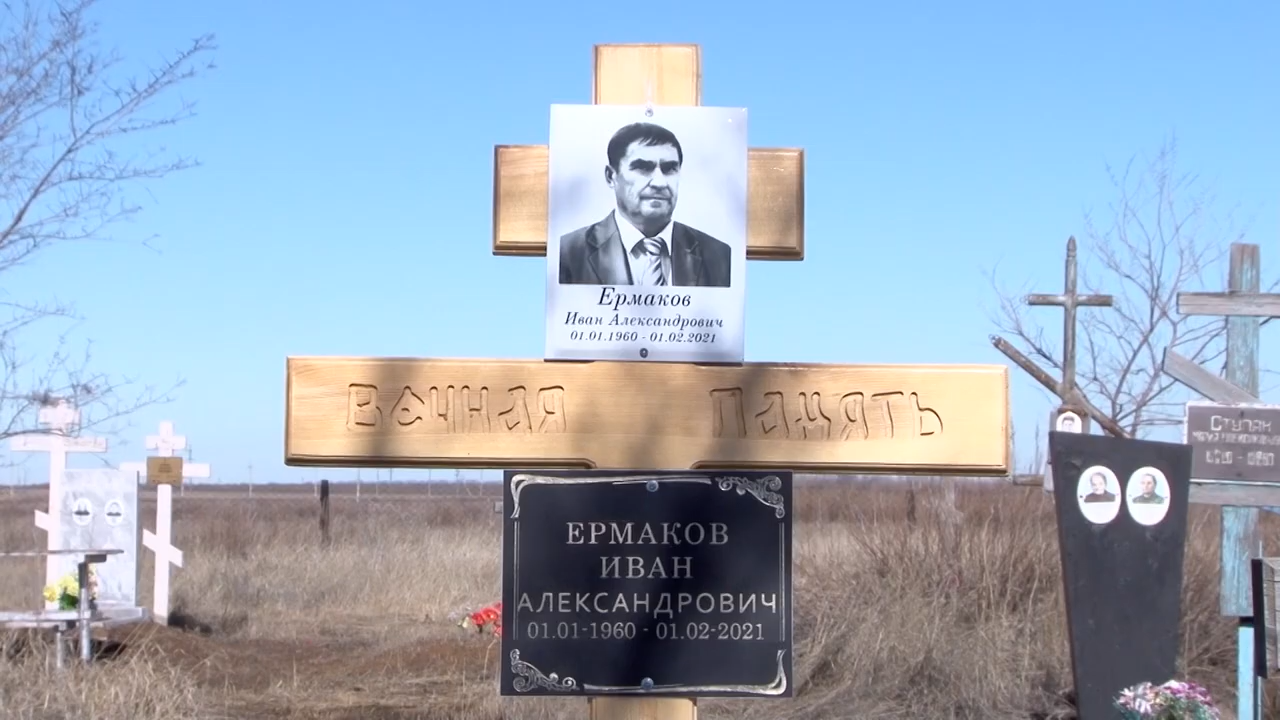 Ермаков
Иван Александрович
01.01.1960 - 01.02.2021
Вечная Память
ЕРМАКОВ
ИВАН
АЛЕКСАНДРОВИЧ
01.01-1960 - 01.02-2021
Ступак